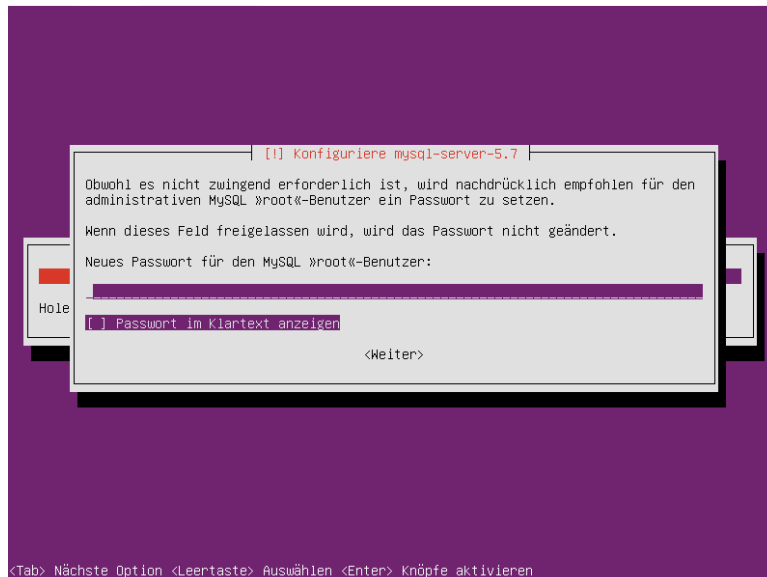 [!] Konfiguriere mysql-server-5.7
Obwohl es nicht zwingend erforderlich ist, wird nachdrücklich empfohlen für den
administrativen MySQL »root«-Benutzer ein Passwort zu setzen.
Wenn dieses Feld freigelassen wird, wird das Passwort nicht geändert.
Neues Passwort für den MySQL »root«-Benutzer:
Hole
[ ] Passwort im Klartext anzeigen
<Weiter>
<Tab> Nächste Option <Leertaste> Auswählen <Enter> Knöpfe aktivieren